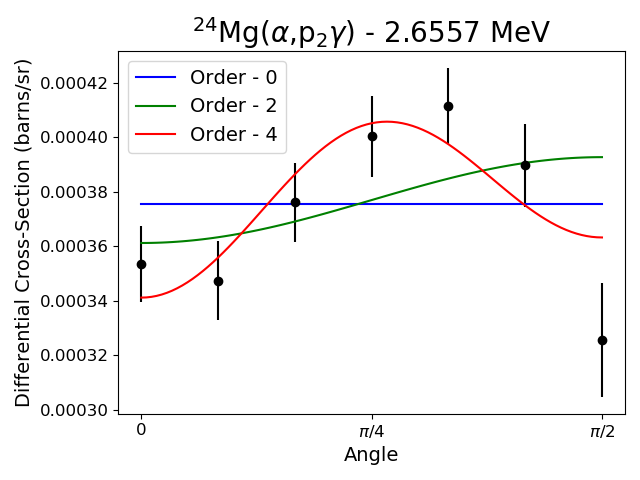 ²⁴Mg(α,p₂γ) - 2.6557 MeV
Order - 0
Order - 2
Order - 4
Differential Cross-Section (barns/sr)
0.00042
0.00040
0.00038
0.00036
0.00034
0.00032
0.00030
0
π/4
π/2
Angle